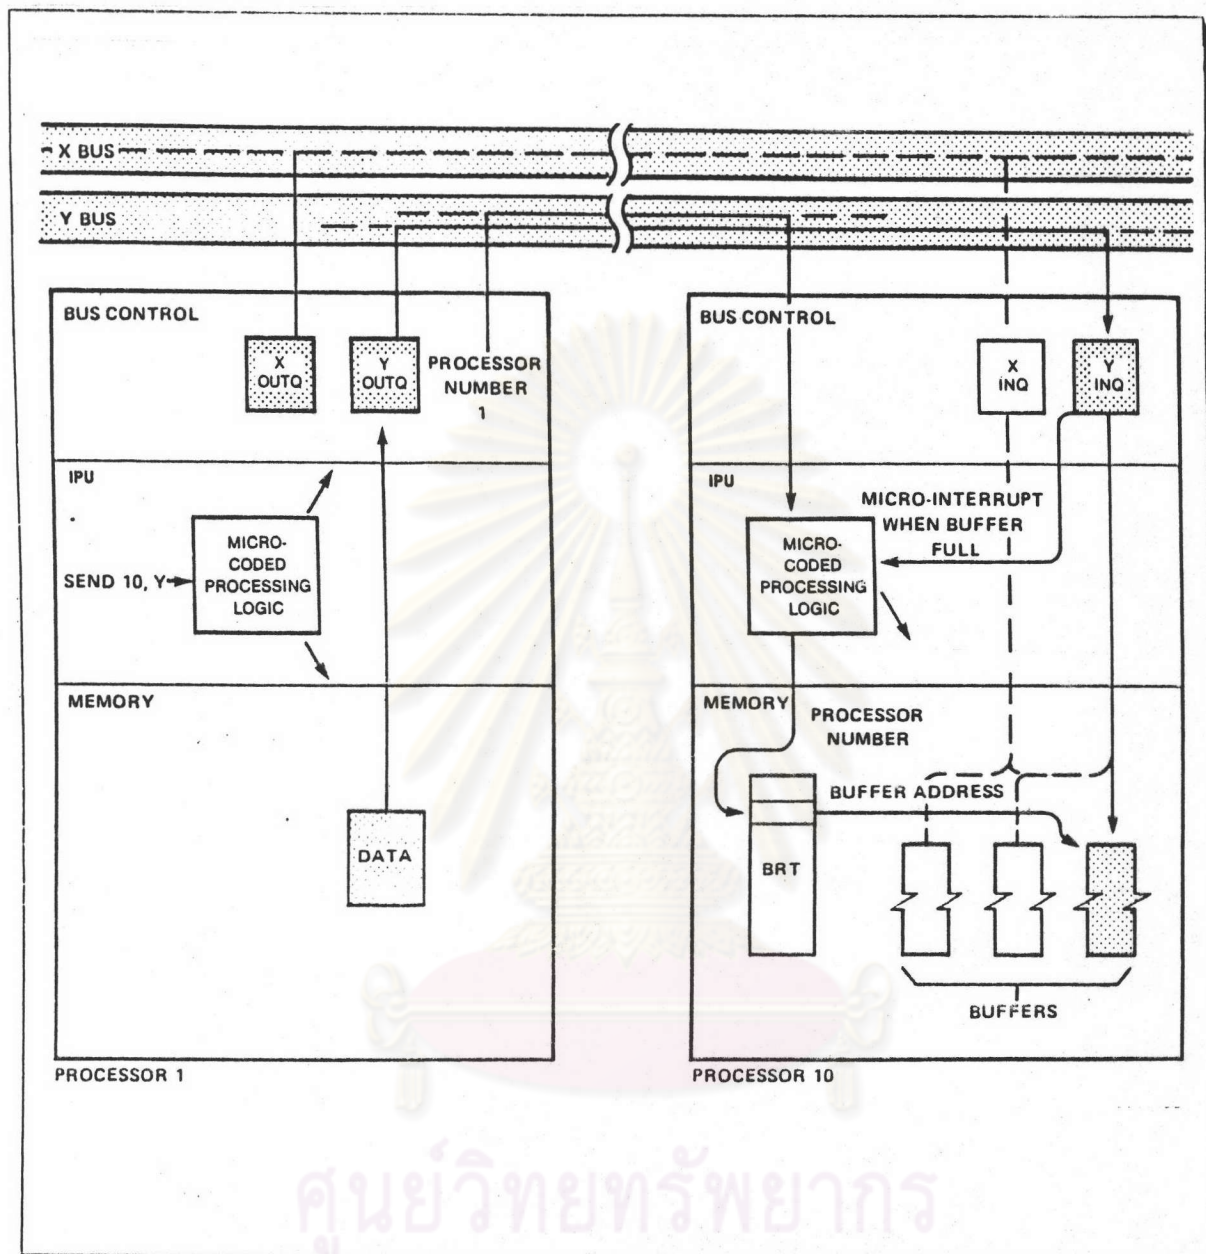 X BUS
Y BUS
BUS CONTROL
X
OUTQ
Y
OUTQ
PROCESSOR
NUMBER
1
IPU
SEND 10, Y
MICRO-
CODED
PROCESSING
LOGIC
MEMORY
DATA
PROCESSOR 1
BUS CONTROL
X
INQ
Y
INQ
IPU
MICRO-INTERRUPT
WHEN BUFFER
FULL
MICRO-
CODED
PROCESSING
LOGIC
MEMORY
PROCESSOR
NUMBER
BUFFER ADDRESS
BRT
BUFFERS
PROCESSOR 10
ศูนย์วิทยทรัพยากร